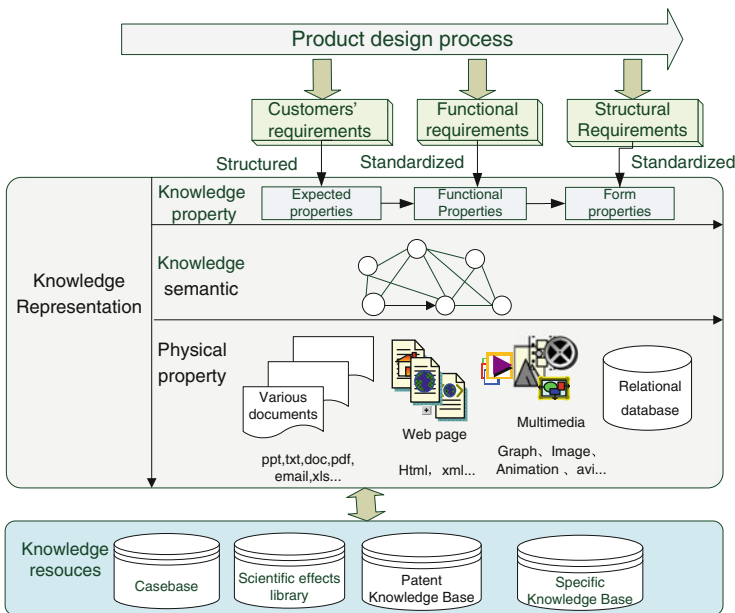 Product design process
Customers'
requirements
Functional
requirements
Structural
Requirements
Structured
Standardized
Standardized
Knowledge
property
Expected
properties
Functional
Properties
Form
properties
Knowledge
Representation
Knowledge
semantic
Physical
property
Various
documents
ppt,txt,doc,pdf,
email,xls...
Web page
Html，xml...
Multimedia
Graph、Image、
Animation 、avi...
Relational
database
Knowledge
resouces
Casebase
Scientific effects
library
Patent
Knowledge Base
Specific
Knowledge Base